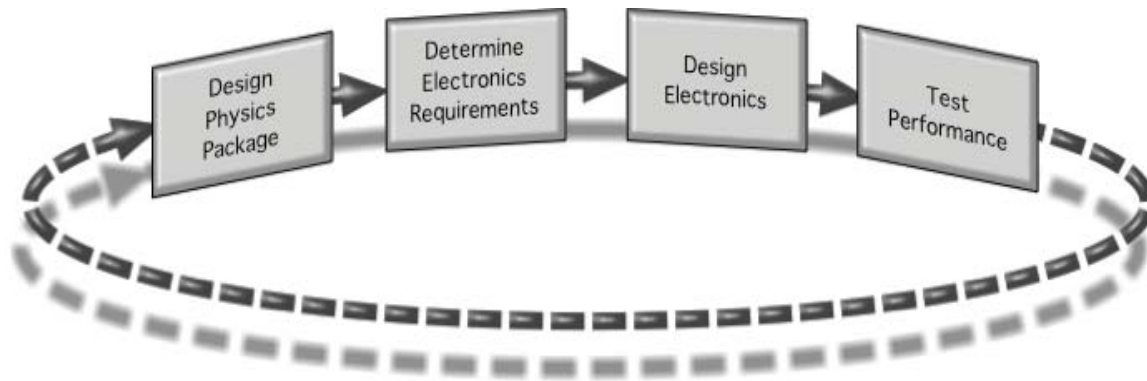 Design
Physics
Package
Determine
Electronics
Requirements
Design
Electronics
Test
Performance